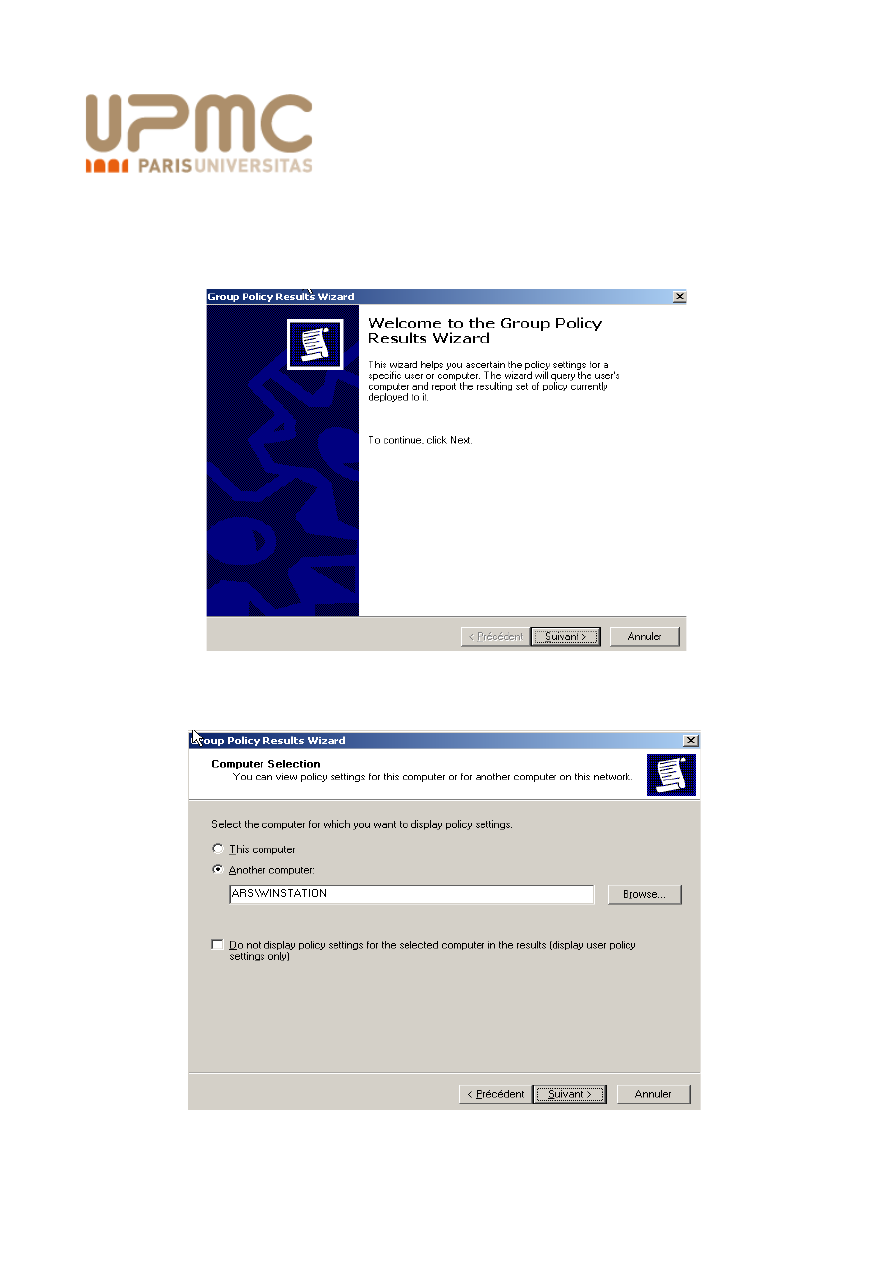 UPMC
PARISUNIVERSITAS
Group Policy Results Wizard
Welcome to the Group Policy
Results Wizard
This wizard helps you ascertain the policy settings for a
specific user or computer. The wizard will query the user's
computer and report the resulting set of policy currently
deployed to it.
To continue, click Next.
< Précédent
Suivant >
Annuler
Group Policy Results Wizard
Computer Selection
You can view policy settings for this computer or for another computer on this network.
Select the computer for which you want to display policy settings.
This computer
Another computer:
ARS\WINSTATION
Browse...
Do not display policy settings for the selected computer in the results (display user policy
settings only)
< Précédent
Suivant >
Annuler